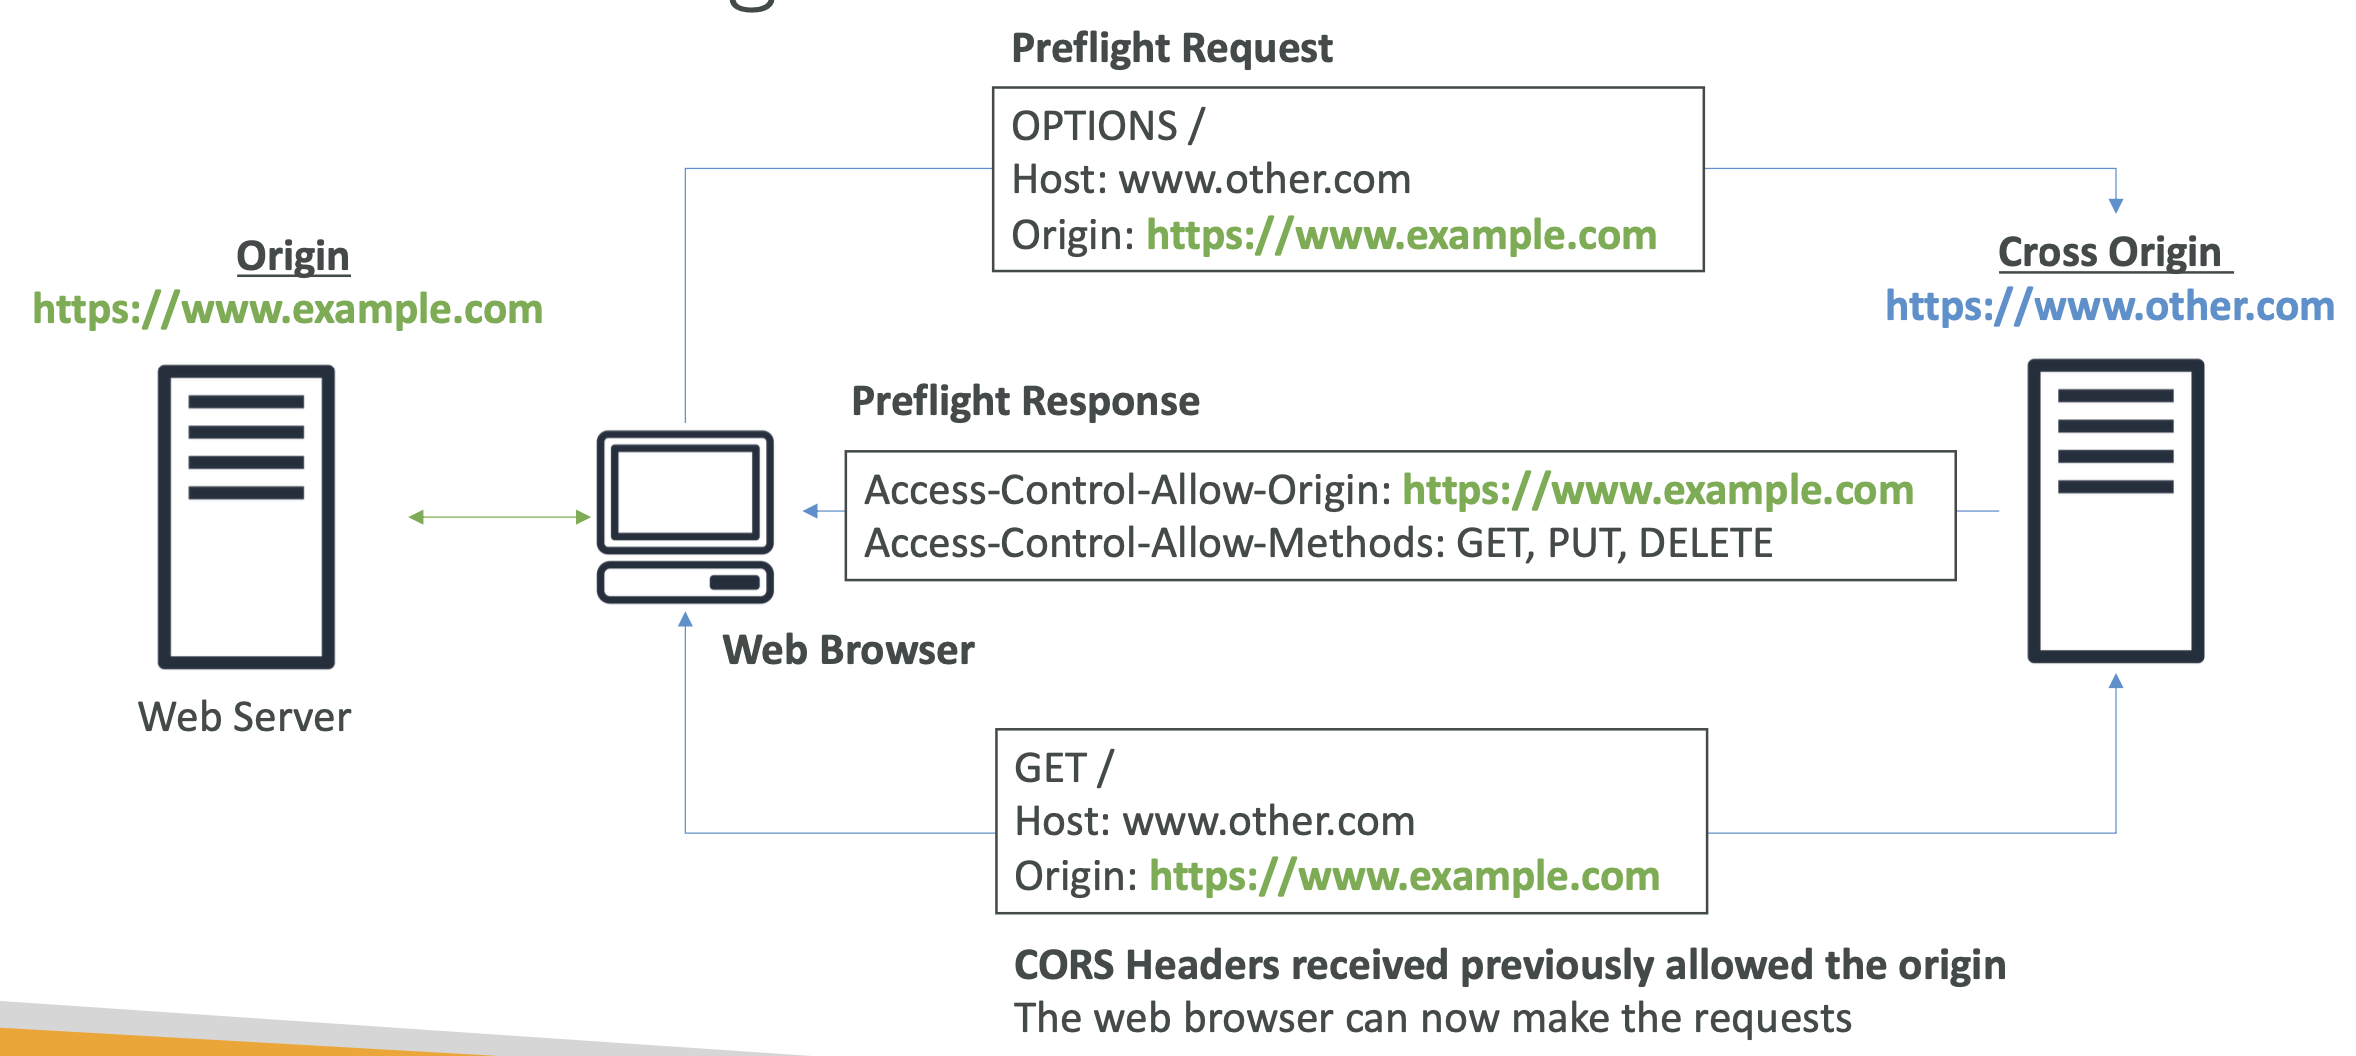 Preflight Request
OPTIONS /
Host: www.other.com
Origin: https://www.example.com
Origin
https://www.example.com
Cross Origin
https://www.other.com
Preflight Response
Access-Control-Allow-Origin: https://www.example.com
Access-Control-Allow-Methods: GET, PUT, DELETE
Web Browser
Web Server
GET /
Host: www.other.com
Origin: https://www.example.com
CORS Headers received previously allowed the origin
The web browser can now make the requests